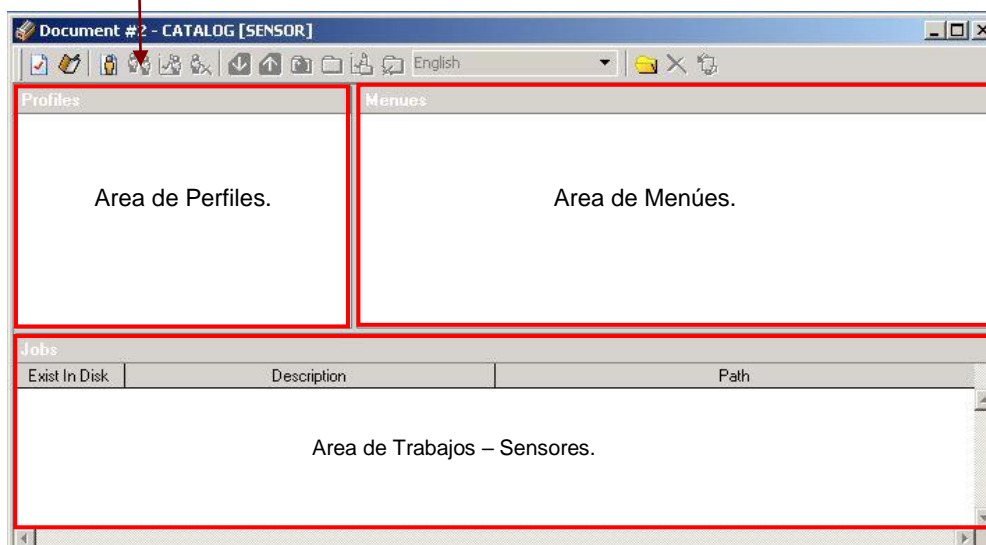 Document #2 - CATALOG [SENSOR]
English
Profiles
Menues
Area de Perfiles.
Area de Menúes.
Jobs
Exist In Disk
Description
Path
Area de Trabajos – Sensores.